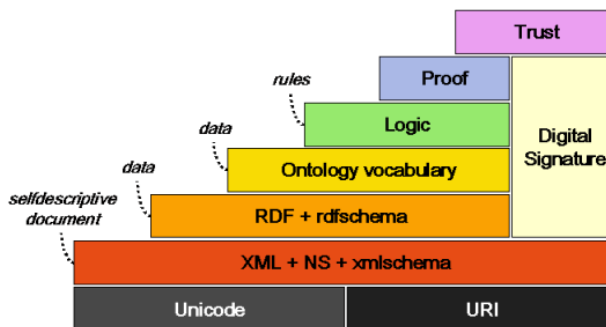 Trust
Proof
rules
Logic
Digital
Signature
data
Ontology vocabulary
data
RDF + rdfschema
selfdescriptive
document
XML + NS + xmlschema
Unicode
URI